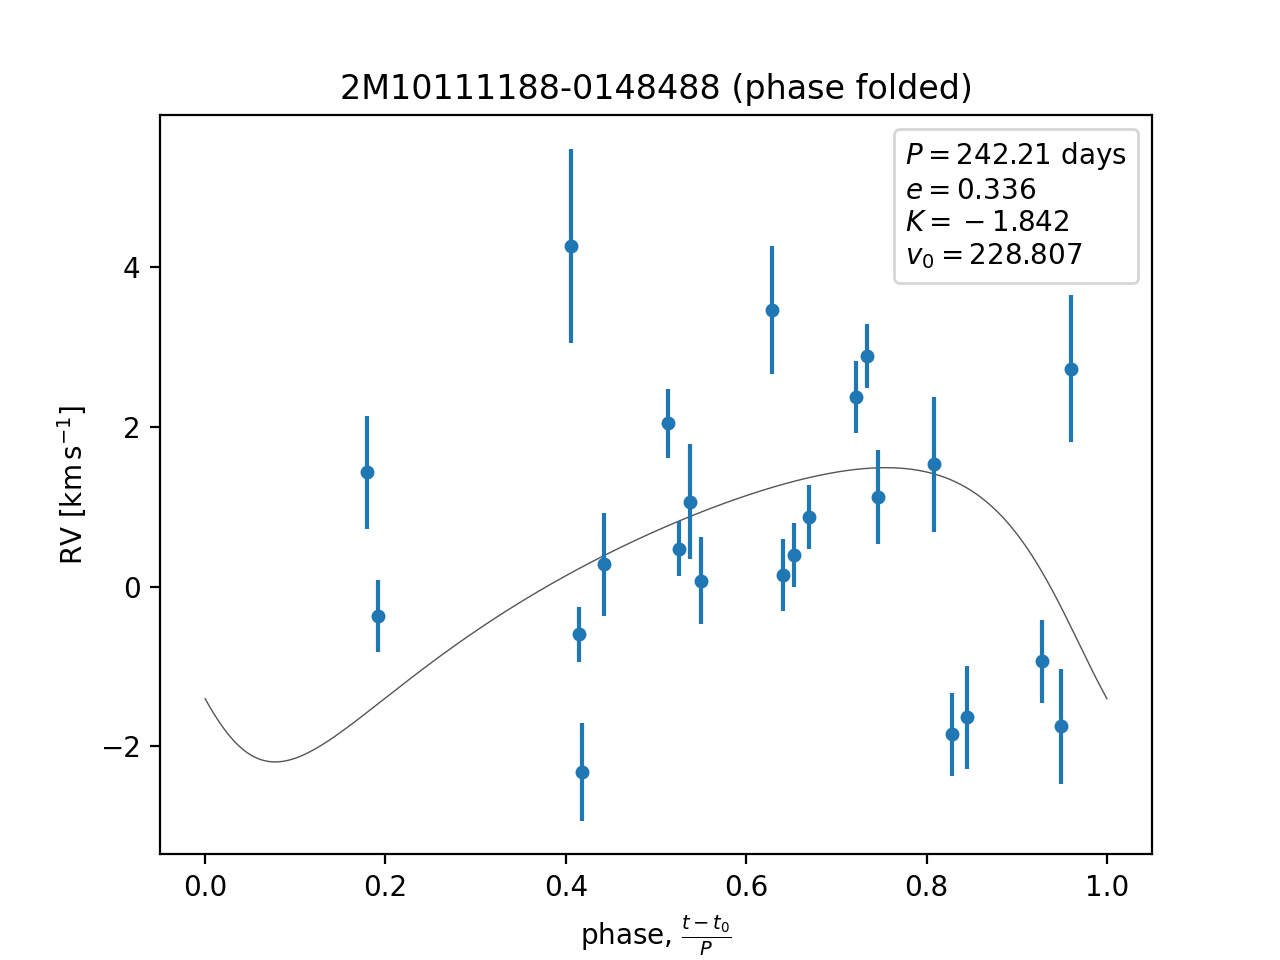 2M10111188-0148488 (phase folded)
P = 242.21 days
e = 0.336
K = −1.842
v₀ = 228.807
4
2
0
−2
RV [km s⁻¹]
0.0 0.2 0.4 0.6 0.8 1.0
phase, (t − t₀)/P